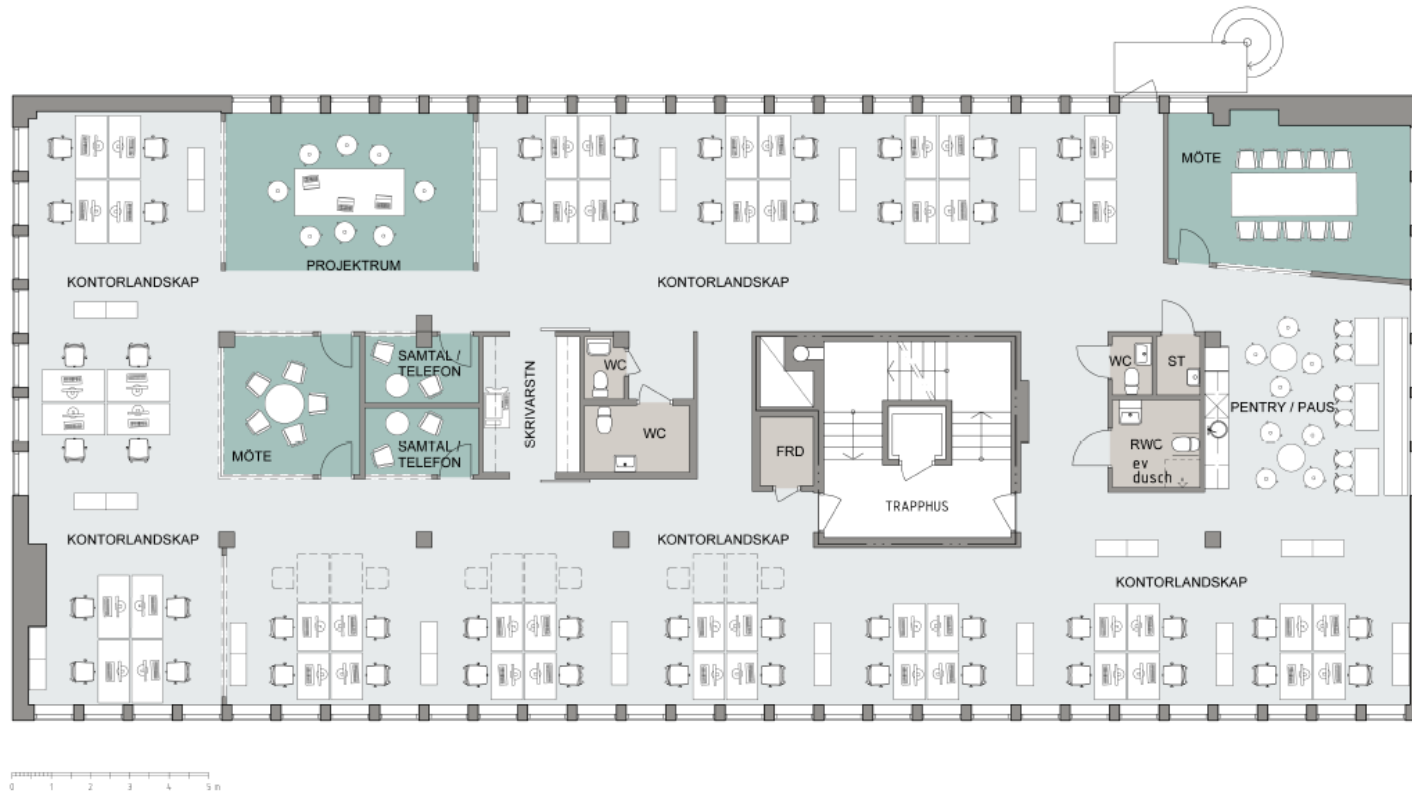 MÖTE
PROJEKTRUM
KONTORLANDSKAP
KONTORLANDSKAP
SAMTAL /
TELEFON
WC
WC
ST
SKRIVARSTN
PENTRY / PAUS
WC
RWC
MÖTE
SAMTAL /
TELEFON
FRD
ev
dusch
TRAPPHUS
KONTORLANDSKAP
KONTORLANDSKAP
KONTORLANDSKAP
0 1 2 3 4 5 m